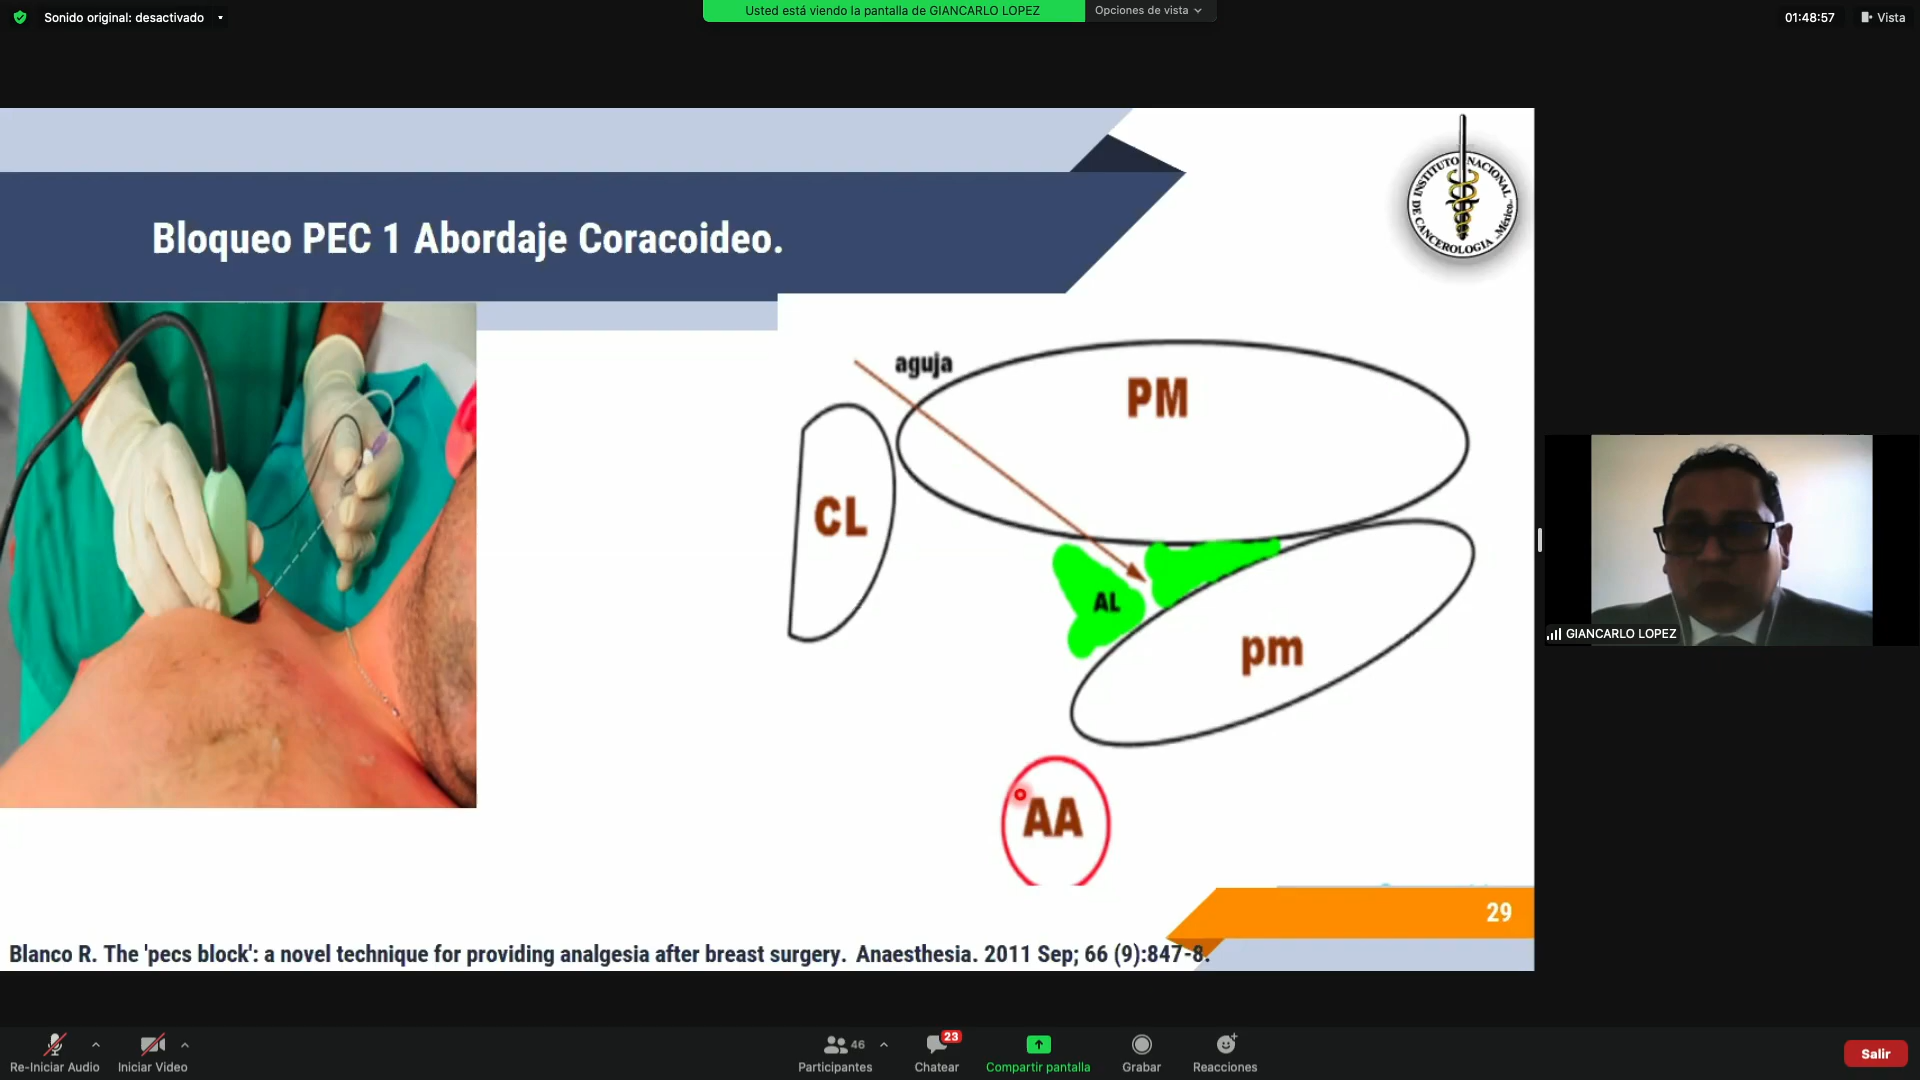 Sonido original: desactivado
Usted está viendo la pantalla de GIANCARLO LOPEZ
Opciones de vista
01:48:57
Vista
INSTITUTO NACIONAL
DE CANCEROLOGIA
México
Bloqueo PEC 1 Abordaje Coracoideo.
aguja
PM
CL
AL
pm
AA
GIANCARLO LOPEZ
29
Blanco R. The 'pecs block': a novel technique for providing analgesia after breast surgery. Anaesthesia. 2011 Sep; 66 (9):847-8.
Re-Iniciar Audio
Iniciar Video
46
Participantes
23
Chatear
Compartir pantalla
Grabar
Reacciones
Salir